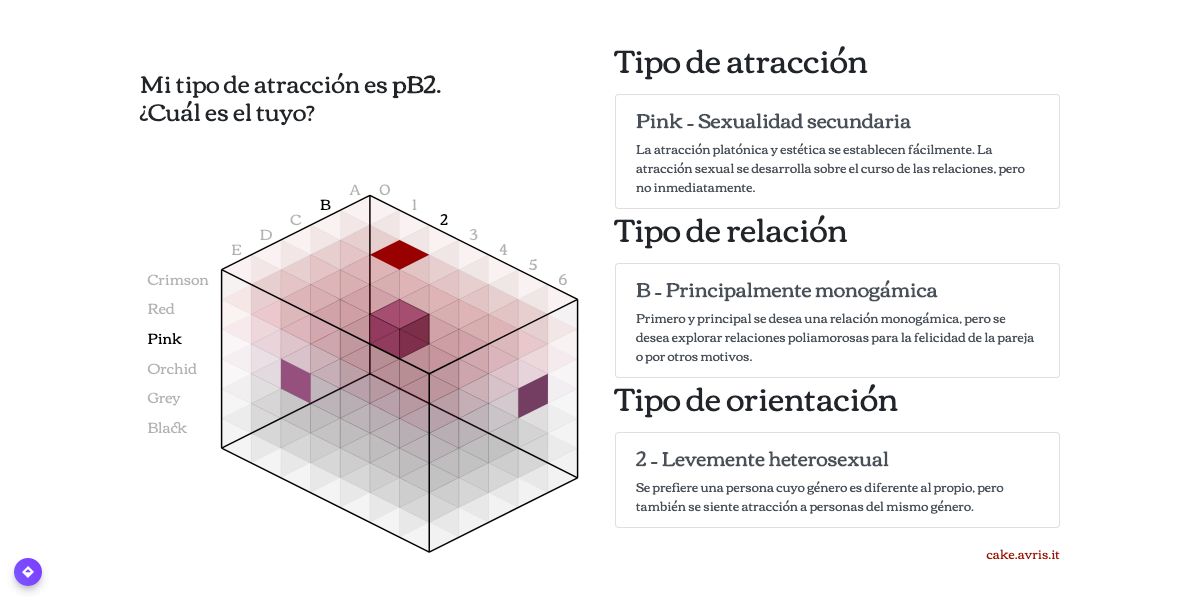 Mi tipo de atracción es pB2.
¿Cuál es el tuyo?
A 0
B 1
C 2
D 3
E 4
5
6
Crimson
Red
Pink
Orchid
Grey
Black
Tipo de atracción
Pink - Sexualidad secundaria
La atracción platónica y estética se establecen fácilmente. La
atracción sexual se desarrolla sobre el curso de las relaciones, pero
no inmediatamente.
Tipo de relación
B - Principalmente monogámica
Primero y principal se desea una relación monogámica, pero se
desea explorar relaciones poliamorosas para la felicidad de la pareja
o por otros motivos.
Tipo de orientación
2 - Levemente heterosexual
Se prefiere una persona cuyo género es diferente al propio, pero
también se siente atracción a personas del mismo género.
cake.avris.it